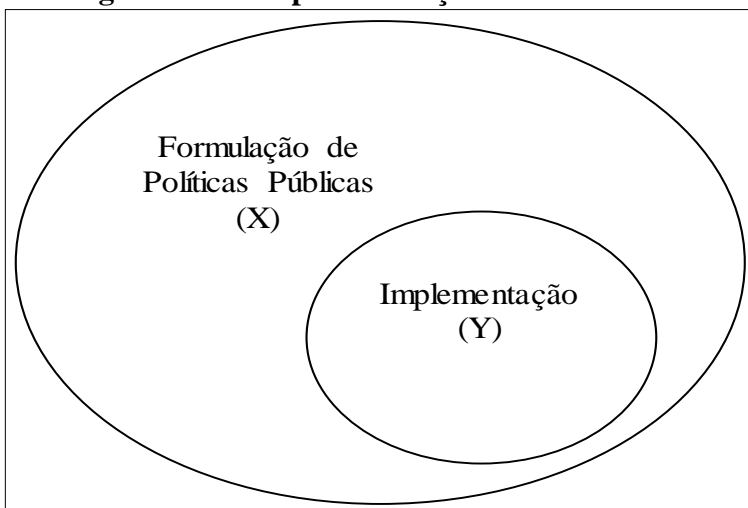 Formulação de
Políticas Públicas
(X)
Implementação
(Y)